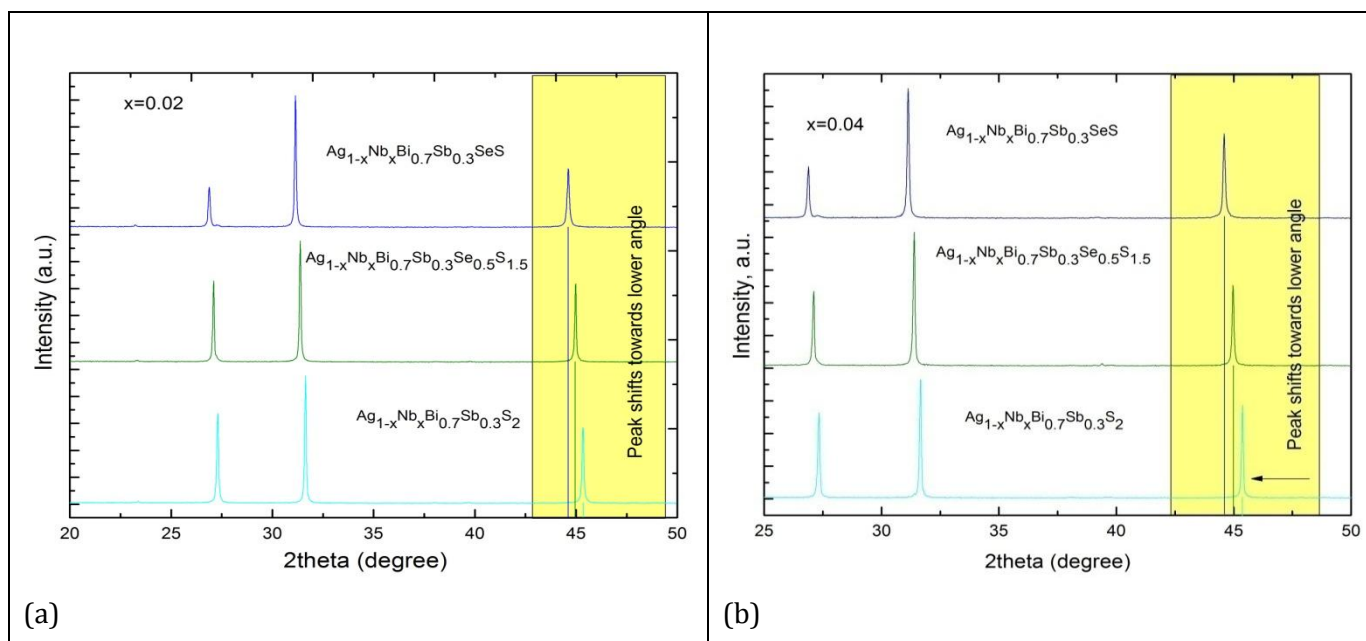 x=0.02
Ag1-xNbxBi0.7Sb0.3SeS
Ag1-xNbxBi0.7Sb0.3Se0.5S1.5
Ag1-xNbxBi0.7Sb0.3S2
Peak shifts towards lower angle
Intensity (a.u.)
20 25 30 35 40 45 50
2theta (degree)
(a)
x=0.04
Ag1-xNbxBi0.7Sb0.3SeS
Ag1-xNbxBi0.7Sb0.3Se0.5S1.5
Ag1-xNbxBi0.7Sb0.3S2
Peak shifts towards lower angle
Intensity, a.u.
25 30 35 40 45 50
2theta (degree)
(b)